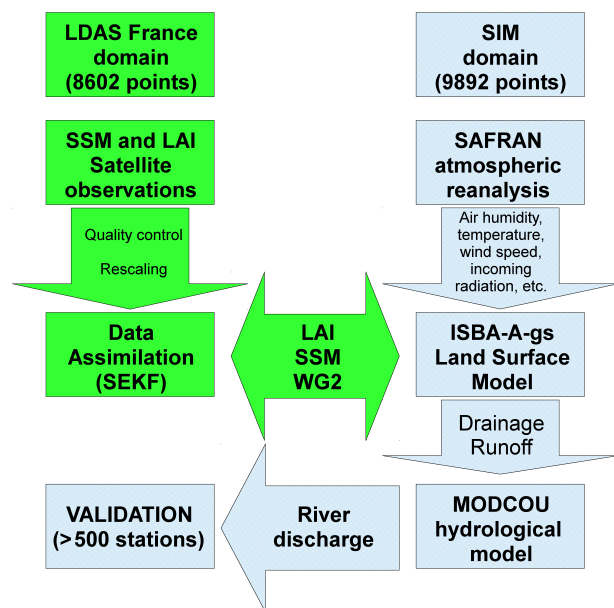 LDAS France
domain
(8602 points)
SIM
domain
(9892 points)
SSM and LAI
Satellite
observations
SAFRAN
atmospheric
reanalysis
Quality control
Rescaling
Air humidity,
temperature,
wind speed,
incoming
radiation, etc.
Data
Assimilation
(SEKF)
LAI
SSM
WG2
ISBA-A-gs
Land Surface
Model
Drainage
Runoff
VALIDATION
(>500 stations)
River
discharge
MODCOU
hydrological
model